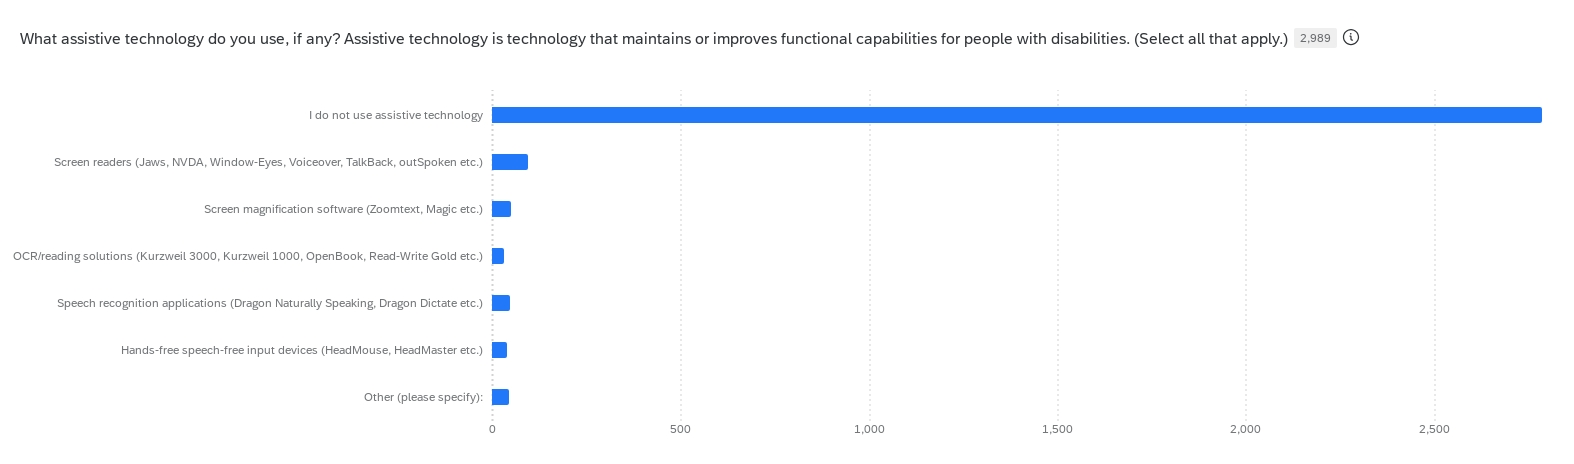 What assistive technology do you use, if any? Assistive technology is technology that maintains or improves functional capabilities for people with disabilities. (Select all that apply.) 2,989
I do not use assistive technology
Screen readers (Jaws, NVDA, Window-Eyes, Voiceover, TalkBack, outSpoken etc.)
Screen magnification software (Zoomtext, Magic etc.)
OCR/reading solutions (Kurzweil 3000, Kurzweil 1000, OpenBook, Read-Write Gold etc.)
Speech recognition applications (Dragon Naturally Speaking, Dragon Dictate etc.)
Hands-free speech-free input devices (HeadMouse, HeadMaster etc.)
Other (please specify):
0 500 1,000 1,500 2,000 2,500